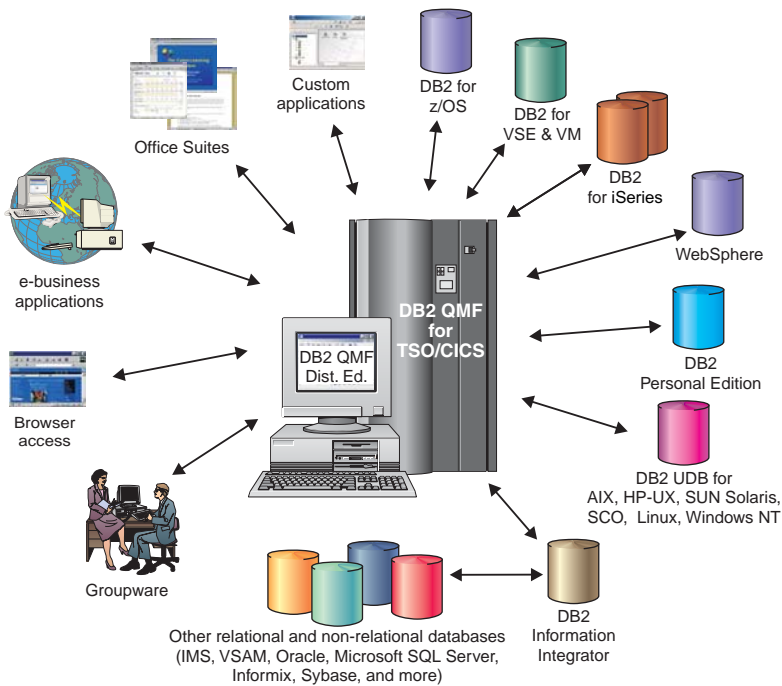 Office Suites
Custom
applications
DB2 for
z/OS
DB2 for
VSE & VM
DB2
for iSeries
WebSphere
e-business
applications
DB2 QMF
for
TSO/CICS
DB2 QMF
Dist. Ed.
DB2
Personal Edition
Browser
access
DB2 UDB for
AIX, HP-UX, SUN Solaris,
SCO, Linux, Windows NT
Groupware
Other relational and non-relational databases
(IMS, VSAM, Oracle, Microsoft SQL Server,
Informix, Sybase, and more)
DB2
Information
Integrator